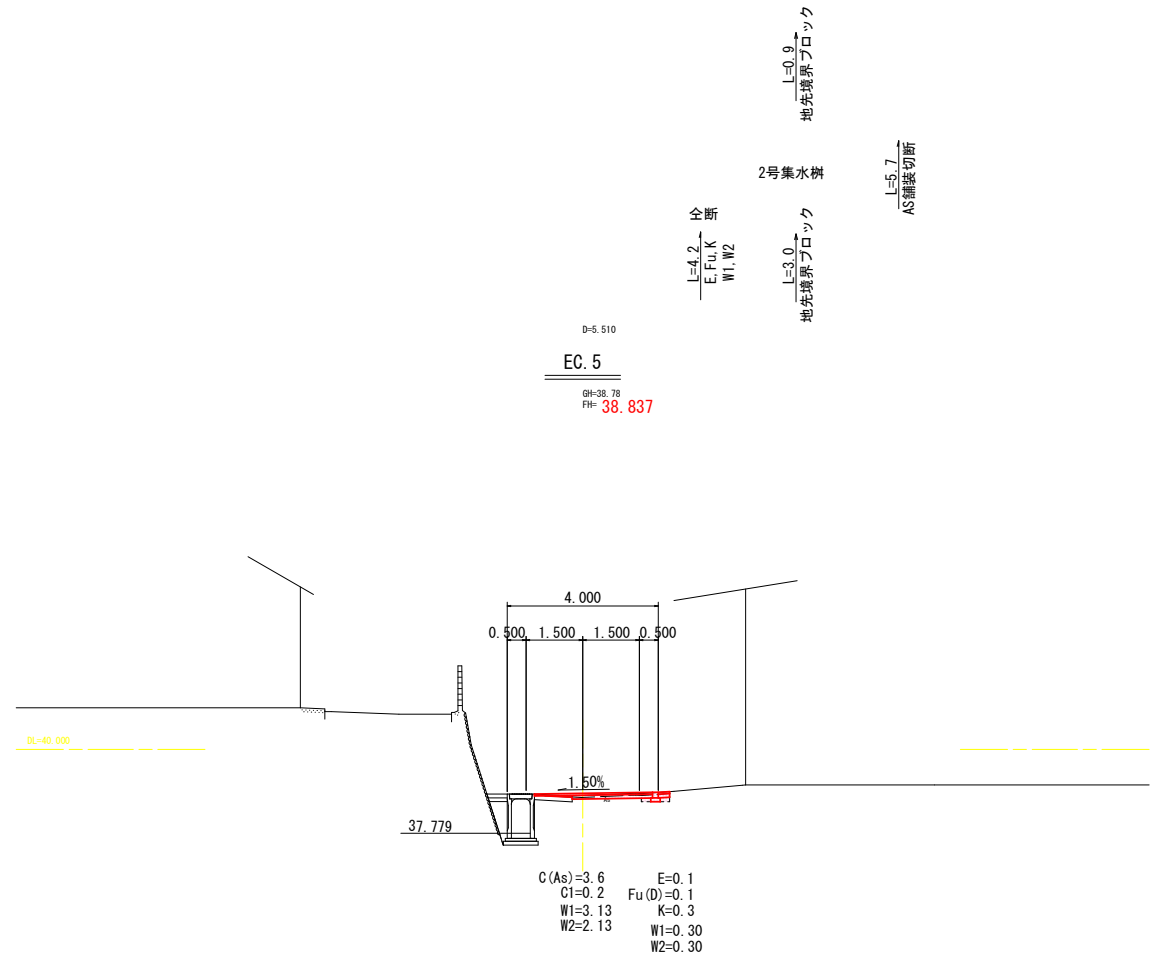 L=0.9
地先境界ブロック
2号集水桝
L=5.7
AS舗装切断
仝断
L=4.2
E,Fu,K
W1,W2
L=3.0
地先境界ブロック
D=5.510
EC.5
GH=38.78
FH= 38.837
4.000
0.500 1.500 1.500 0.500
DL=40.000
1.50%
37.779
C(As)=3.6
C1=0.2
W1=3.13
W2=2.13
E=0.1
Fu(D)=0.1
K=0.3
W1=0.30
W2=0.30